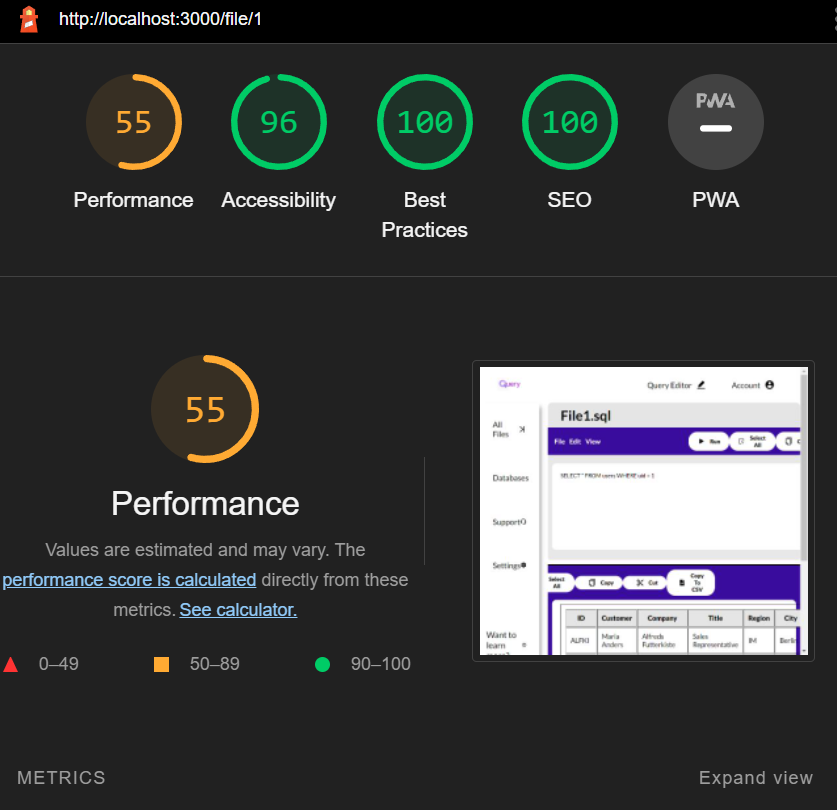 http://localhost:3000/file/1
55
96
100
100
PWA
Performance
Accessibility
Best
Practices
SEO
PWA
55
Performance
Values are estimated and may vary. The
performance score is calculated directly from these
metrics. See calculator.
0–49
50–89
90–100
Query
Query Editor
Account
All
Files
Databases
Support
Settings
Want to
learn
File1.sql
File Edit View
Run
Select
All
SELECT * FROM users WHERE uid = 1
Select
All
Copy
Cut
Copy
To
CSV
ID Customer Company Title Region City
ALFKI Maria
Anders Alfreds
Futterkiste Sales
Representative Berlin
METRICS
Expand view